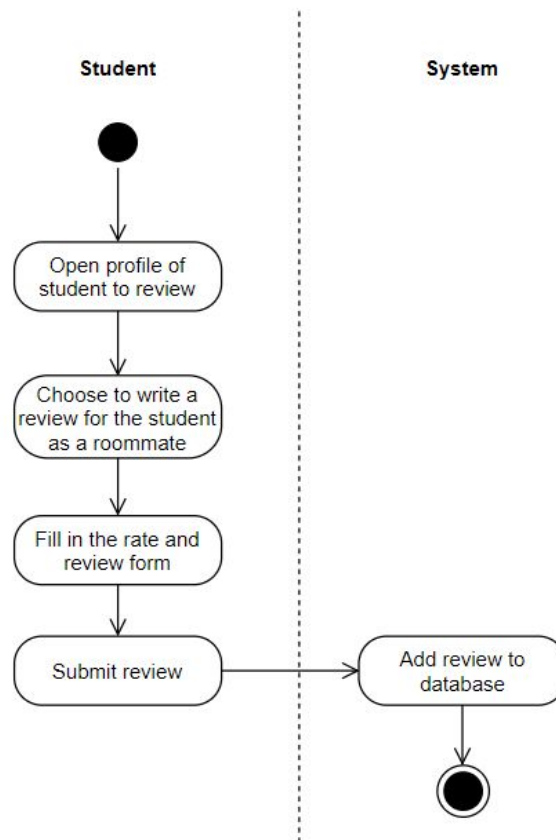 Student
System
Open profile of
student to review
Choose to write a
review for the student
as a roommate
Fill in the rate and
review form
Submit review
Add review to
database